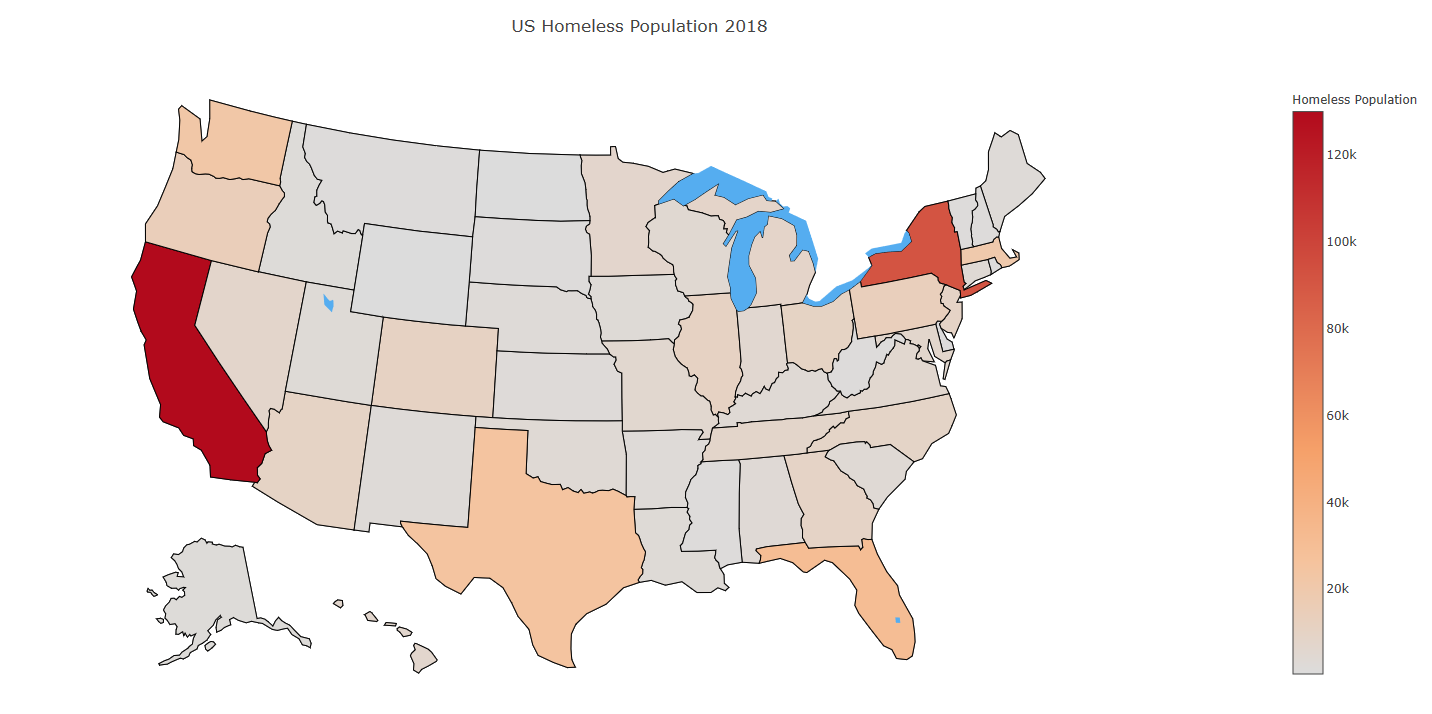 US Homeless Population 2018
Homeless Population
120k
100k
80k
60k
40k
20k